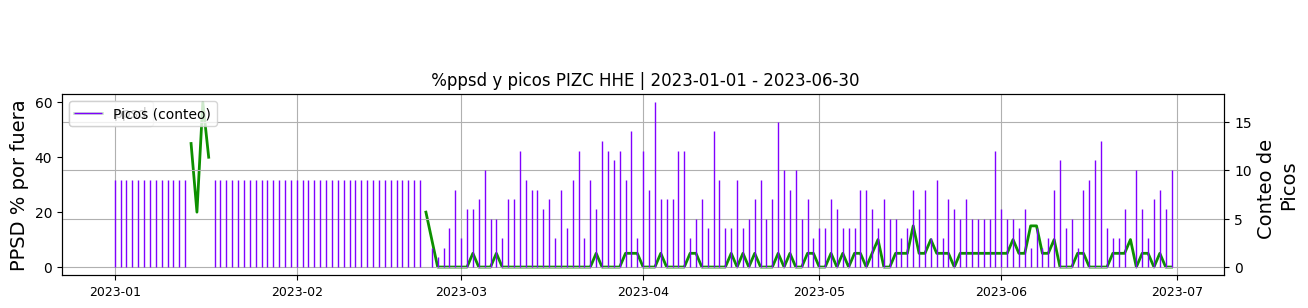 %ppsd y picos PIZC HHE | 2023-01-01 - 2023-06-30
PPSD % por fuera
60
40
20
0
Picos (conteo)
15
10
5
0
Conteo de
Picos
2023-01 2023-02 2023-03 2023-04 2023-05 2023-06 2023-07